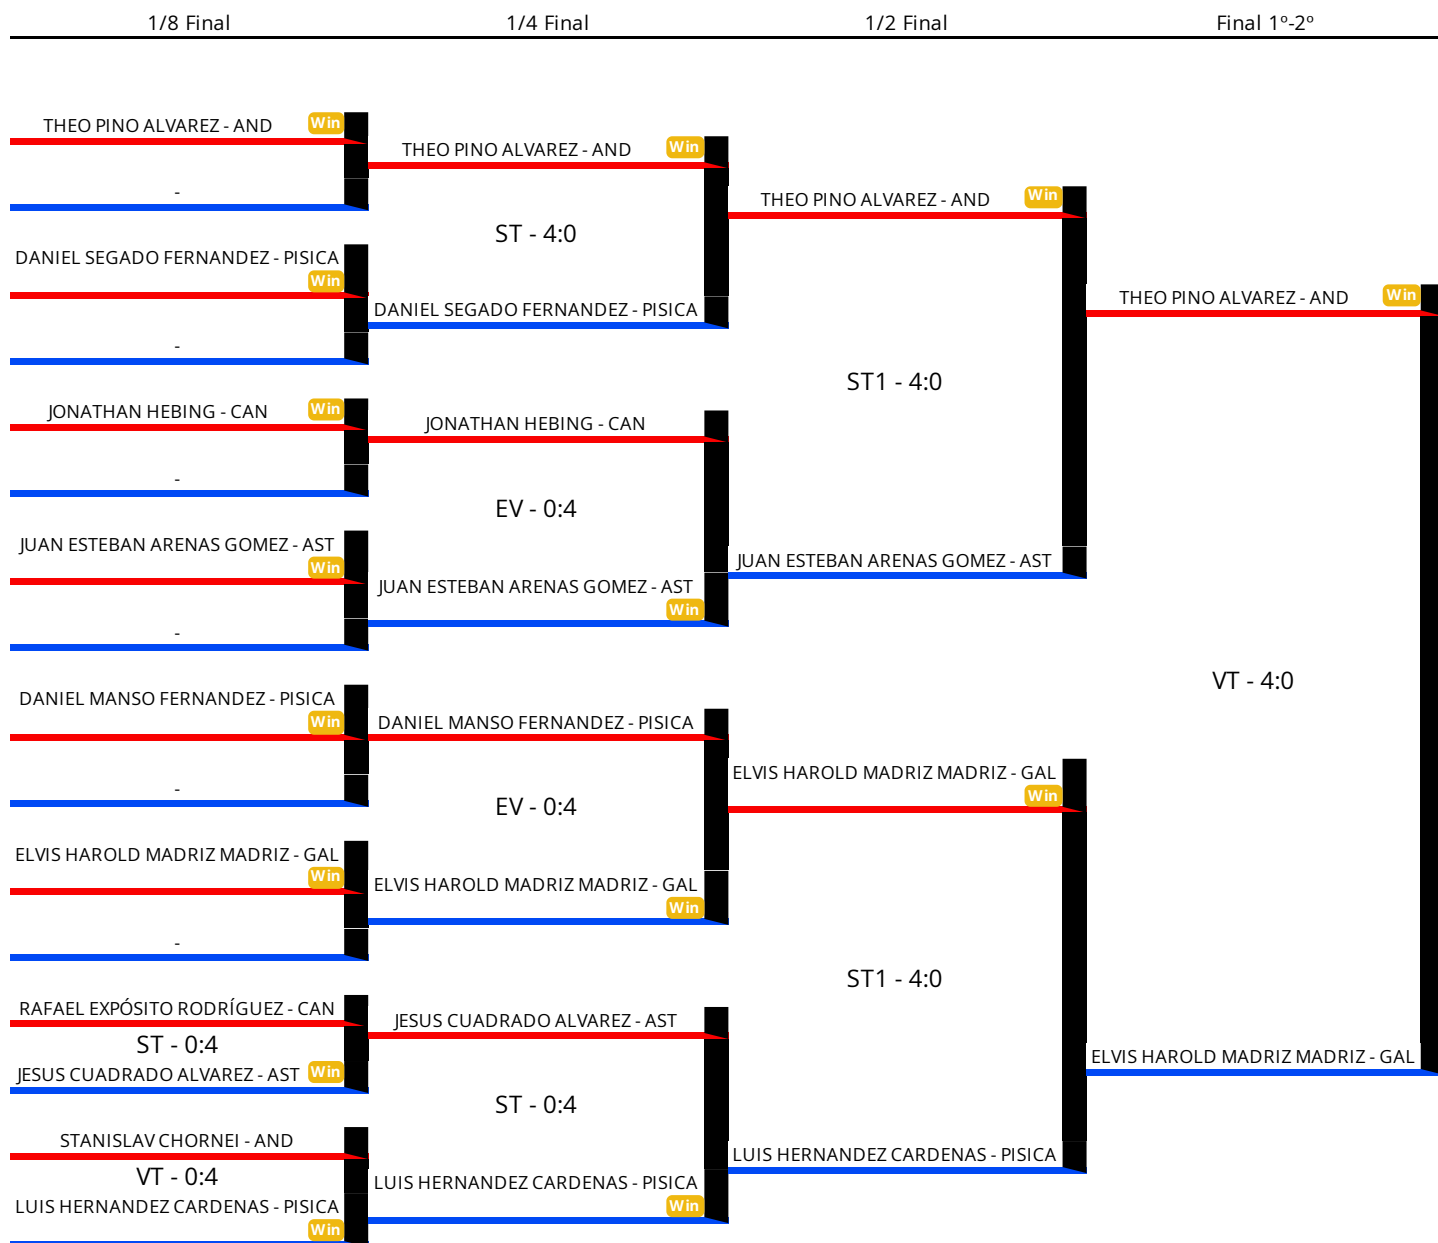 1/8 Final
1/4 Final
1/2 Final
Final 1º-2º
THEO PINO ALVAREZ - AND
Win
-
DANIEL SEGADO FERNANDEZ - PISICA
Win
-
JONATHAN HEBING - CAN
Win
-
JUAN ESTEBAN ARENAS GOMEZ - AST
Win
-
DANIEL MANSO FERNANDEZ - PISICA
Win
-
ELVIS HAROLD MADRIZ MADRIZ - GAL
Win
-
RAFAEL EXPÓSITO RODRÍGUEZ - CAN
ST - 0:4
JESUS CUADRADO ALVAREZ - AST
Win
STANISLAV CHORNEI - AND
VT - 0:4
LUIS HERNANDEZ CARDENAS - PISICA
Win
THEO PINO ALVAREZ - AND
Win
ST - 4:0
DANIEL SEGADO FERNANDEZ - PISICA
JONATHAN HEBING - CAN
EV - 0:4
JUAN ESTEBAN ARENAS GOMEZ - AST
Win
DANIEL MANSO FERNANDEZ - PISICA
EV - 0:4
ELVIS HAROLD MADRIZ MADRIZ - GAL
Win
JESUS CUADRADO ALVAREZ - AST
ST - 0:4
LUIS HERNANDEZ CARDENAS - PISICA
Win
THEO PINO ALVAREZ - AND
Win
ST1 - 4:0
JUAN ESTEBAN ARENAS GOMEZ - AST
ELVIS HAROLD MADRIZ MADRIZ - GAL
Win
ST1 - 4:0
LUIS HERNANDEZ CARDENAS - PISICA
THEO PINO ALVAREZ - AND
Win
VT - 4:0
ELVIS HAROLD MADRIZ MADRIZ - GAL